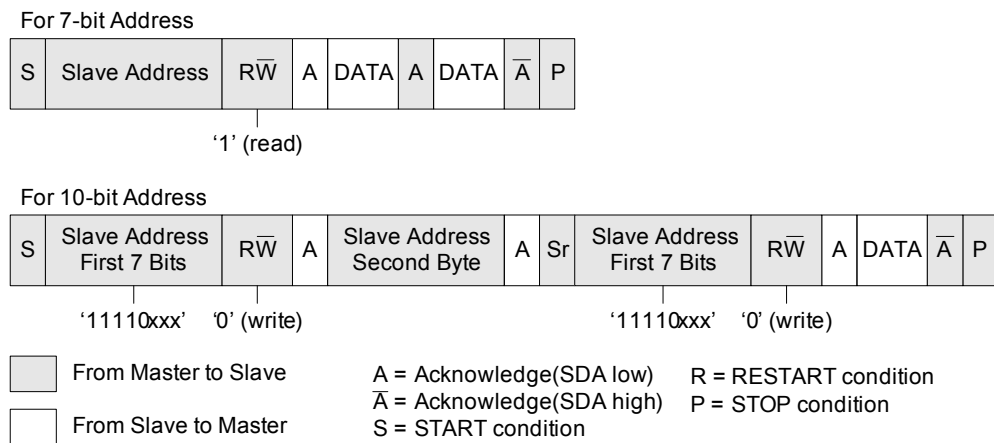 For 7-bit Address
S Slave Address RW̅ A DATA A DATA A̅ P
‘1’ (read)
For 10-bit Address
S Slave Address First 7 Bits RW̅ A Slave Address Second Byte A Sr Slave Address First 7 Bits RW̅ A DATA A̅ P
‘11110xxx’ ‘0’ (write) ‘11110xxx’ ‘0’ (write)
From Master to Slave
From Slave to Master
A = Acknowledge(SDA low)
A̅ = Acknowledge(SDA high)
S = START condition
R = RESTART condition
P = STOP condition